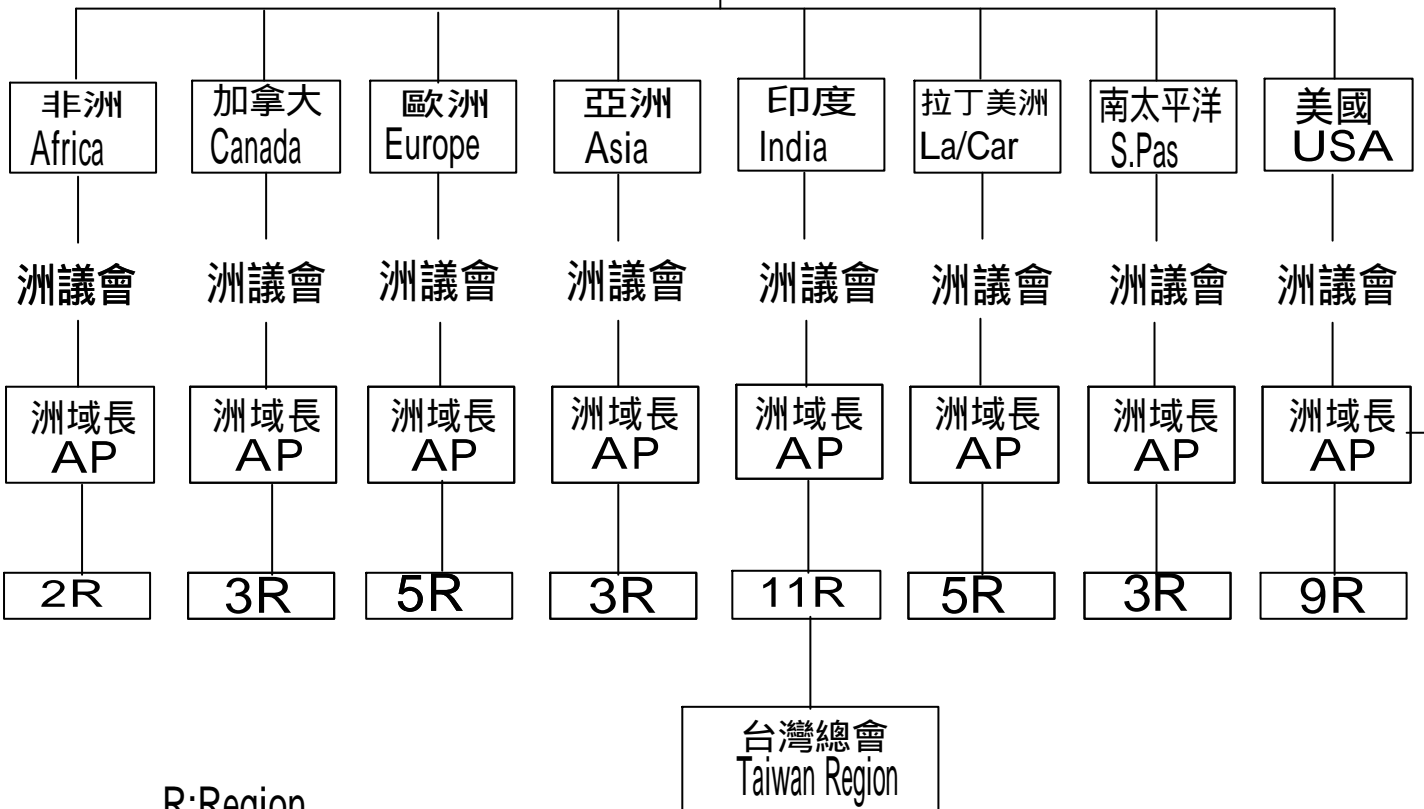 非洲
Africa
加拿大
Canada
歐洲
Europe
亞洲
Asia
印度
India
拉丁美洲
La/Car
南太平洋
S.Pas
美國
USA
洲議會
洲議會
洲議會
洲議會
洲議會
洲議會
洲議會
洲議會
洲域長
AP
洲域長
AP
洲域長
AP
洲域長
AP
洲域長
AP
洲域長
AP
洲域長
AP
洲域長
AP
2R
3R
5R
3R
11R
5R
3R
9R
台灣總會
Taiwan Region
R:Region